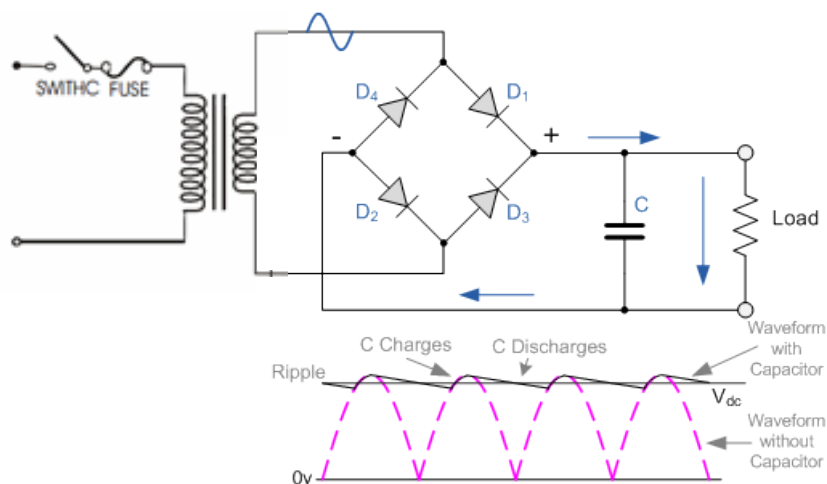 SWITHC FUSE
D4
D1
-
+
D2
D3
C
Load
Ripple
C Charges
C Discharges
Waveform
with
Capacitor
Vdc
Waveform
without
Capacitor
0v